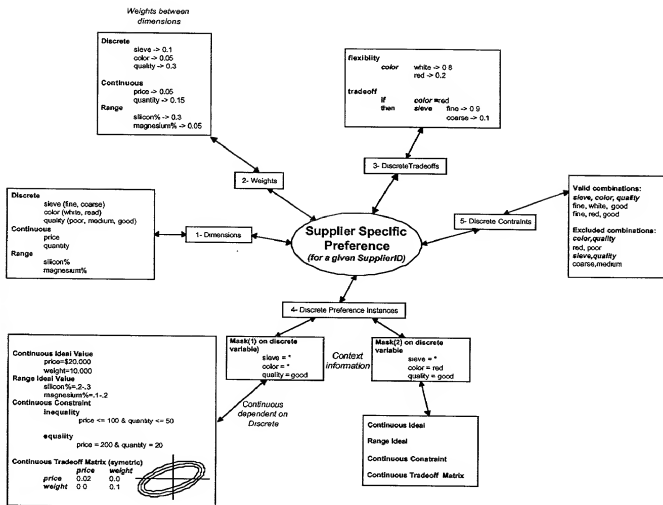 Weights between
dimensions
Discrete
sieve -> 0.1
color -> 0.05
quality -> 0.3
Continuous
price -> 0.05
quantity -> 0.15
Range
silicon% -> 0.3
magnesium% -> 0.05
flexiblity
color white -> 0.8
red -> 0.2
tradeoff
if color=red
then sieve fine -> 0.9
coarse -> 0.1
2- Weights
3- DiscreteTradeoffs
Discrete
sieve (fine, coarse)
color (white, read)
quality (poor, medium, good)
Continuous
price
quantity
Range
silicon%
magnesium%
1- Dimensions
Supplier Specific
Preference
(for a given SupplierID)
5- Discrete Contraints
Valid combinations:
sieve, color, quality
fine, white, good
fine, red, good
Excluded combinations:
color,quality
red, poor
sieve,quality
coarse,medium
4- Discrete Preference Instances
Mask(1) on discrete
variable)
sieve = *
color = *
quality = good
Context
information
Mask(2) on discrete
variable
sieve = *
color = red
quality = good
Continuous
dependent on
Discrete
Continuous Ideal Value
price=$20.000
weight=10.000
Range Ideal Value
silicon%=.2-.3
magnesium%=.1-.2
Continuous Constraint
inequality
price <= 100 & quantity <= 50
equality
price = 200 & quantity = 20
Continuous Tradeoff Matrix (symetric)
price weight
price 0.02 0.0
weight 0.0 0.1
Continuous Ideal
Range Ideal
Continuous Constraint
Continuous Tradeoff Matrix